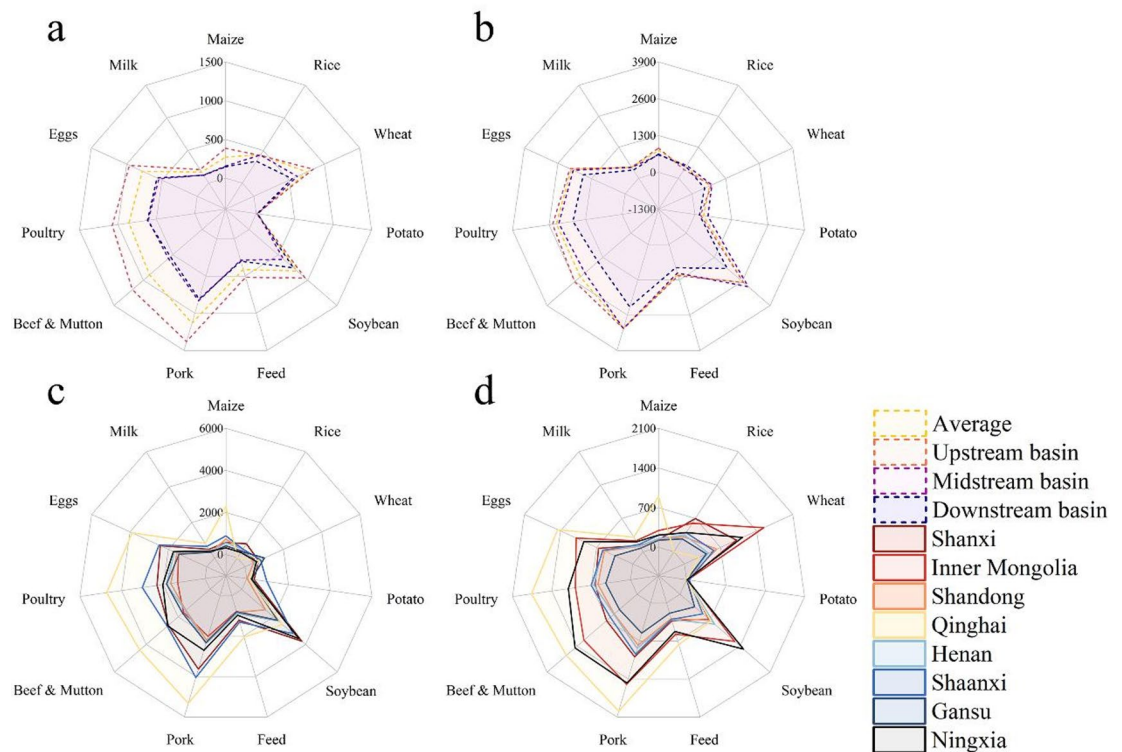 a
Maize
1500
1000
500
0
Rice
Wheat
Potato
Soybean
Feed
Pork
Beef & Mutton
Poultry
Eggs
Milk
b
Maize
3900
2600
1300
0
-1300
Rice
Wheat
Potato
Soybean
Feed
Pork
Beef & Mutton
Poultry
Eggs
Milk
c
Maize
6000
4000
2000
0
Rice
Wheat
Potato
Soybean
Feed
Pork
Beef & Mutton
Poultry
Eggs
Milk
d
Maize
2100
1400
700
0
Rice
Wheat
Potato
Soybean
Feed
Pork
Beef & Mutton
Poultry
Eggs
Milk
Average
Upstream basin
Midstream basin
Downstream basin
Shanxi
Inner Mongolia
Shandong
Qinghai
Henan
Shaanxi
Gansu
Ningxia